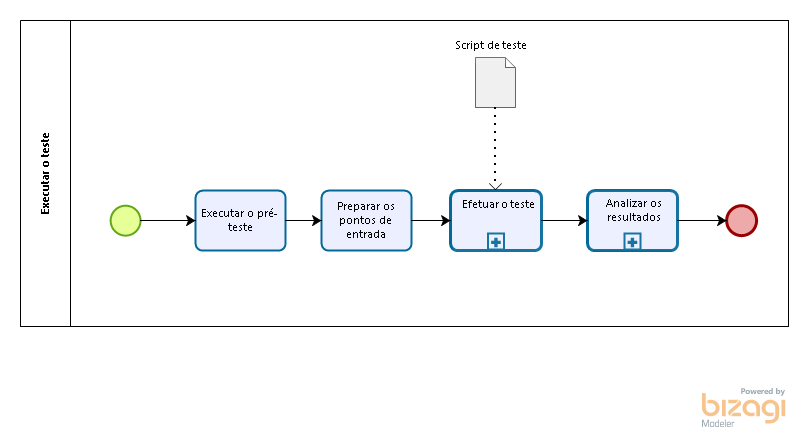 Script de teste
Executar o teste
Executar o pré-
teste
Preparar os
pontos de
entrada
Efetuar o teste
Analizar os
resultados
Powered by
bizagi
Modeler